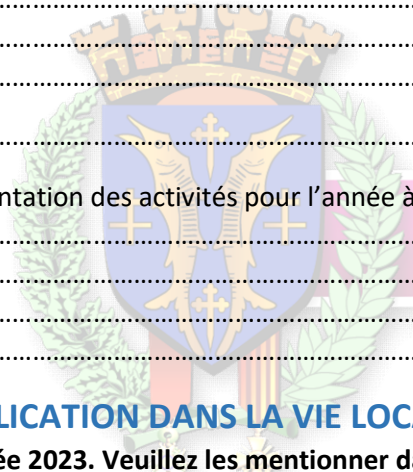 ntation des activités pour l'année à
LICATION DANS LA VIE LOCA
ée 2023. Veuillez les mentionner d